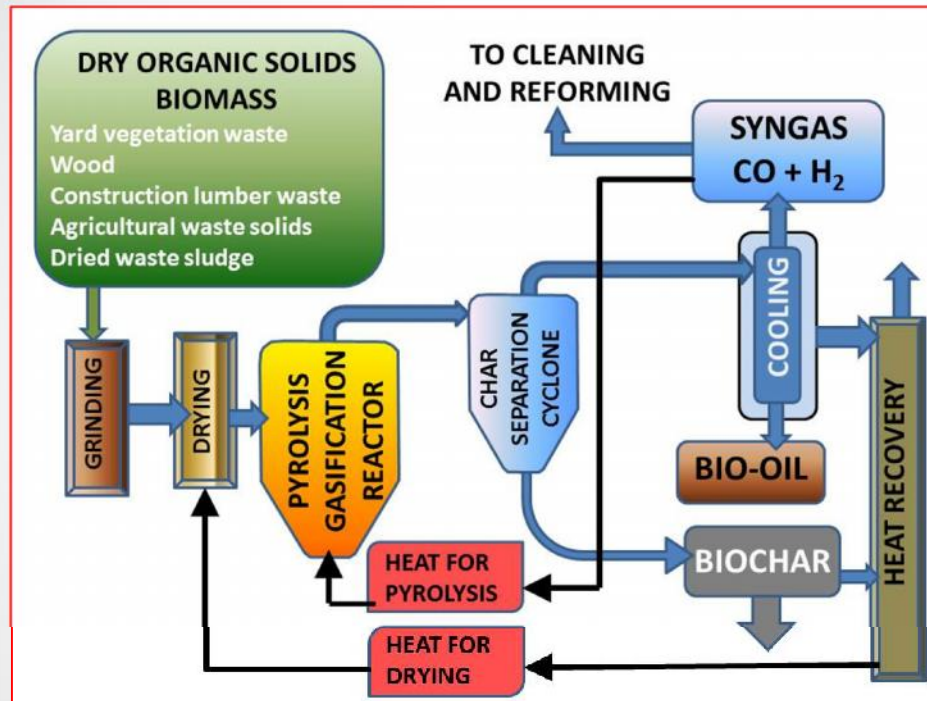 DRY ORGANIC SOLIDS
BIOMASS
Yard vegetation waste
Wood
Construction lumber waste
Agricultural waste solids
Dried waste sludge
TO CLEANING
AND REFORMING
SYNGAS
CO + H₂
GRINDING
DRYING
PYROLYSIS
GASIFICATION
REACTOR
CHAR
SEPARATION
CYCLONE
COOLING
BIO-OIL
HEAT RECOVERY
BIOCHAR
HEAT FOR
PYROLYSIS
HEAT FOR
DRYING